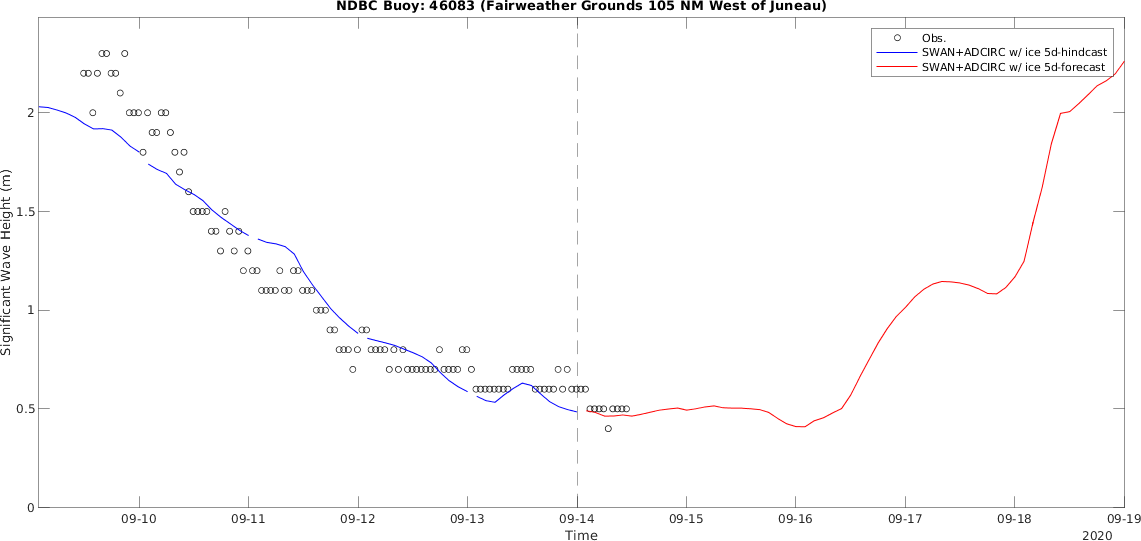 NDBC Buoy: 46083 (Fairweather Grounds 105 NM West of Juneau)
Obs.
SWAN+ADCIRC w/ ice 5d-hindcast
SWAN+ADCIRC w/ ice 5d-forecast
Significant Wave Height (m)
2
1.5
1
0.5
0
09-10 09-11 09-12 09-13 09-14 09-15 09-16 09-17 09-18 09-19
Time
2020